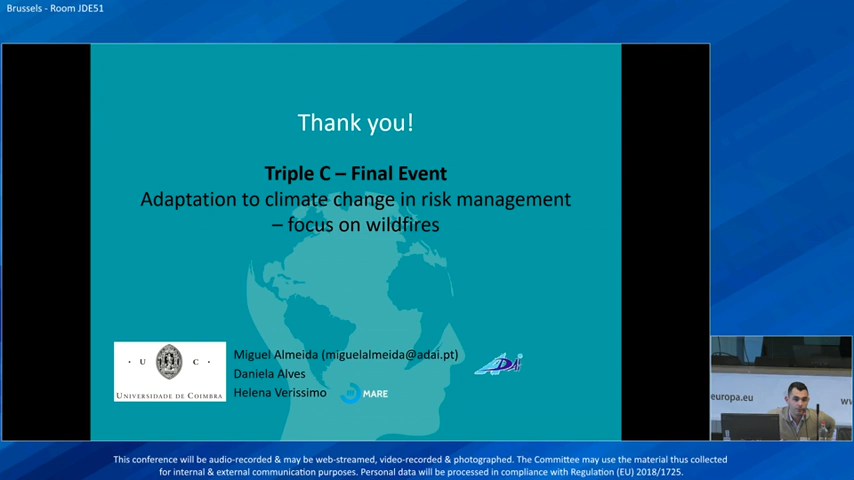 Brussels - Room JDE51
Thank you!
Triple C – Final Event
Adaptation to climate change in risk management
– focus on wildfires
· U C ·
UNIVERSIDADE DE COIMBRA
Miguel Almeida (miguelalmeida@adai.pt)
Daniela Alves
Helena Verissimo
MARE
ADAI
europa.eu
This conference will be audio-recorded & may be web-streamed, video-recorded & photographed. The Committee may use the material thus collected
for internal & external communication purposes. Personal data will be processed in compliance with Regulation (EU) 2018/1725.